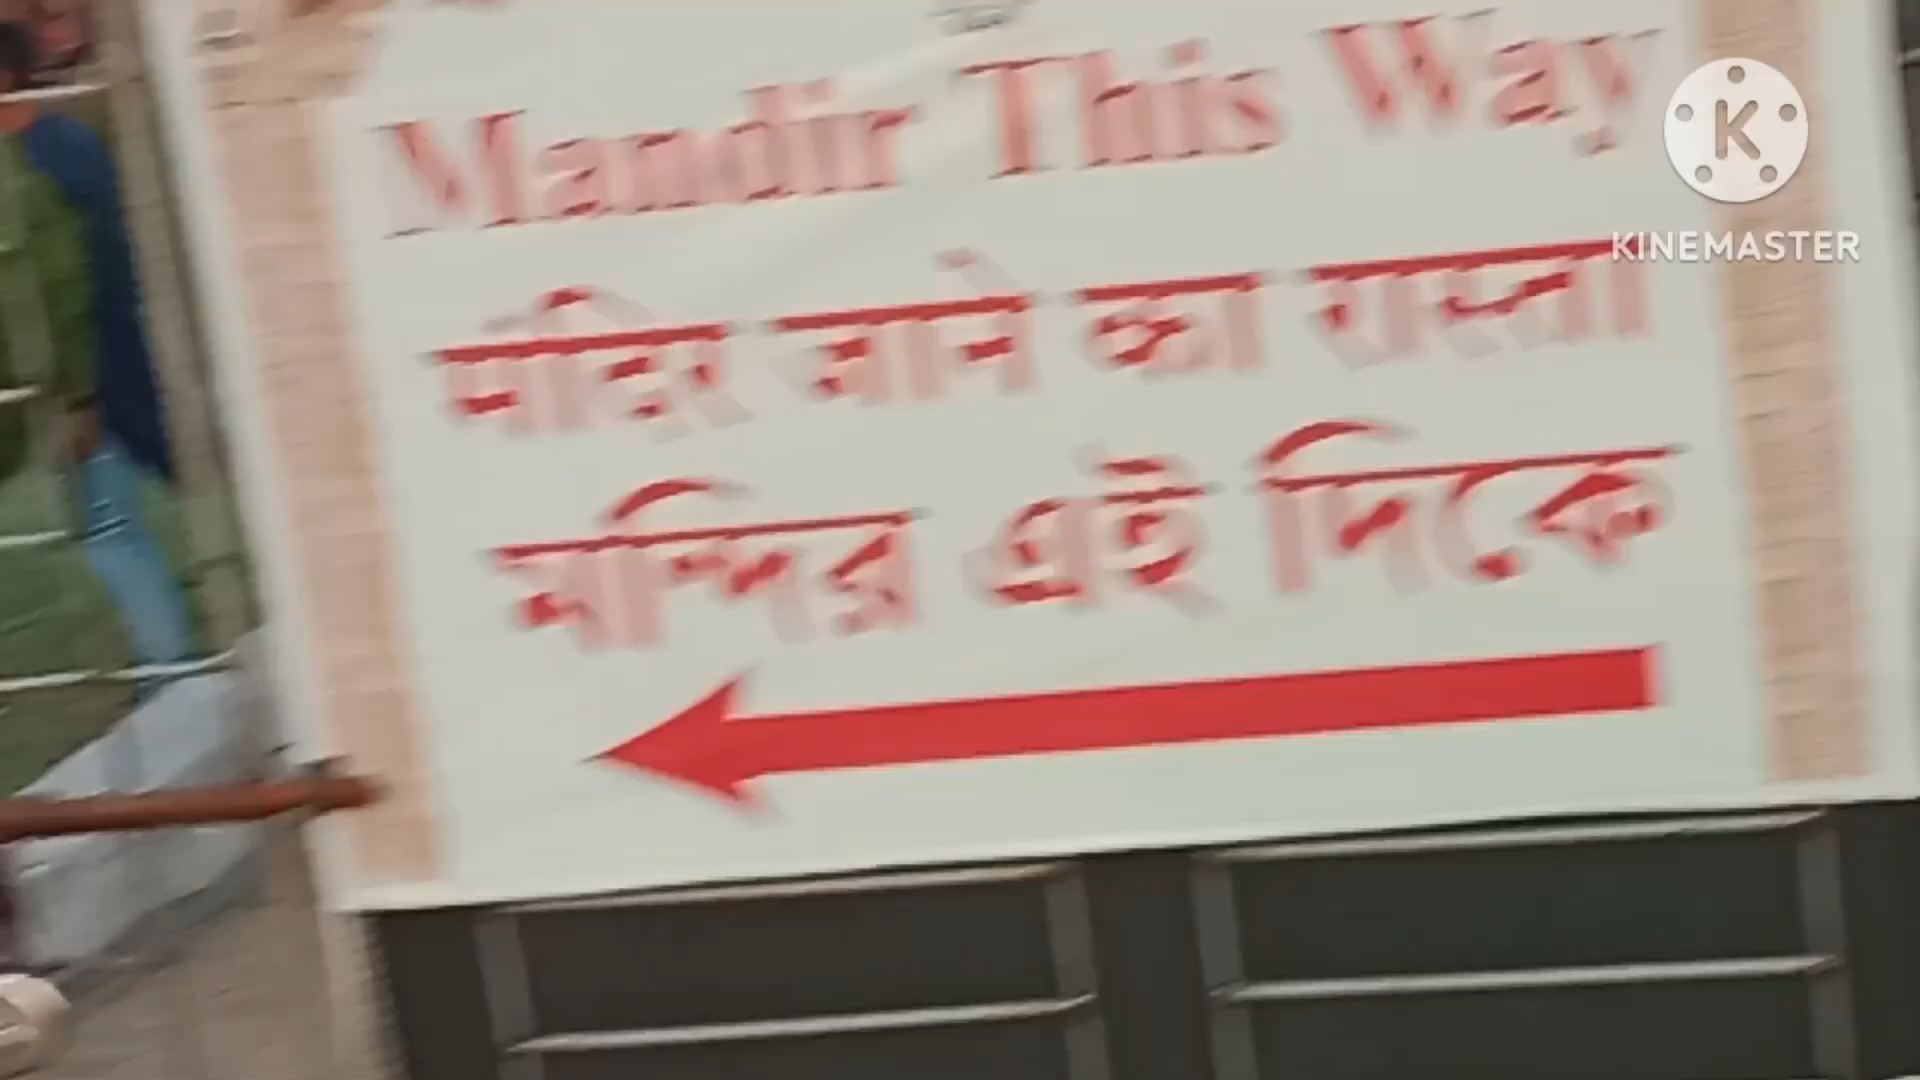 Mandir This Way
मंदिर जाने का रास्ता
মন্দির এই দিকে
K
KINEMASTER